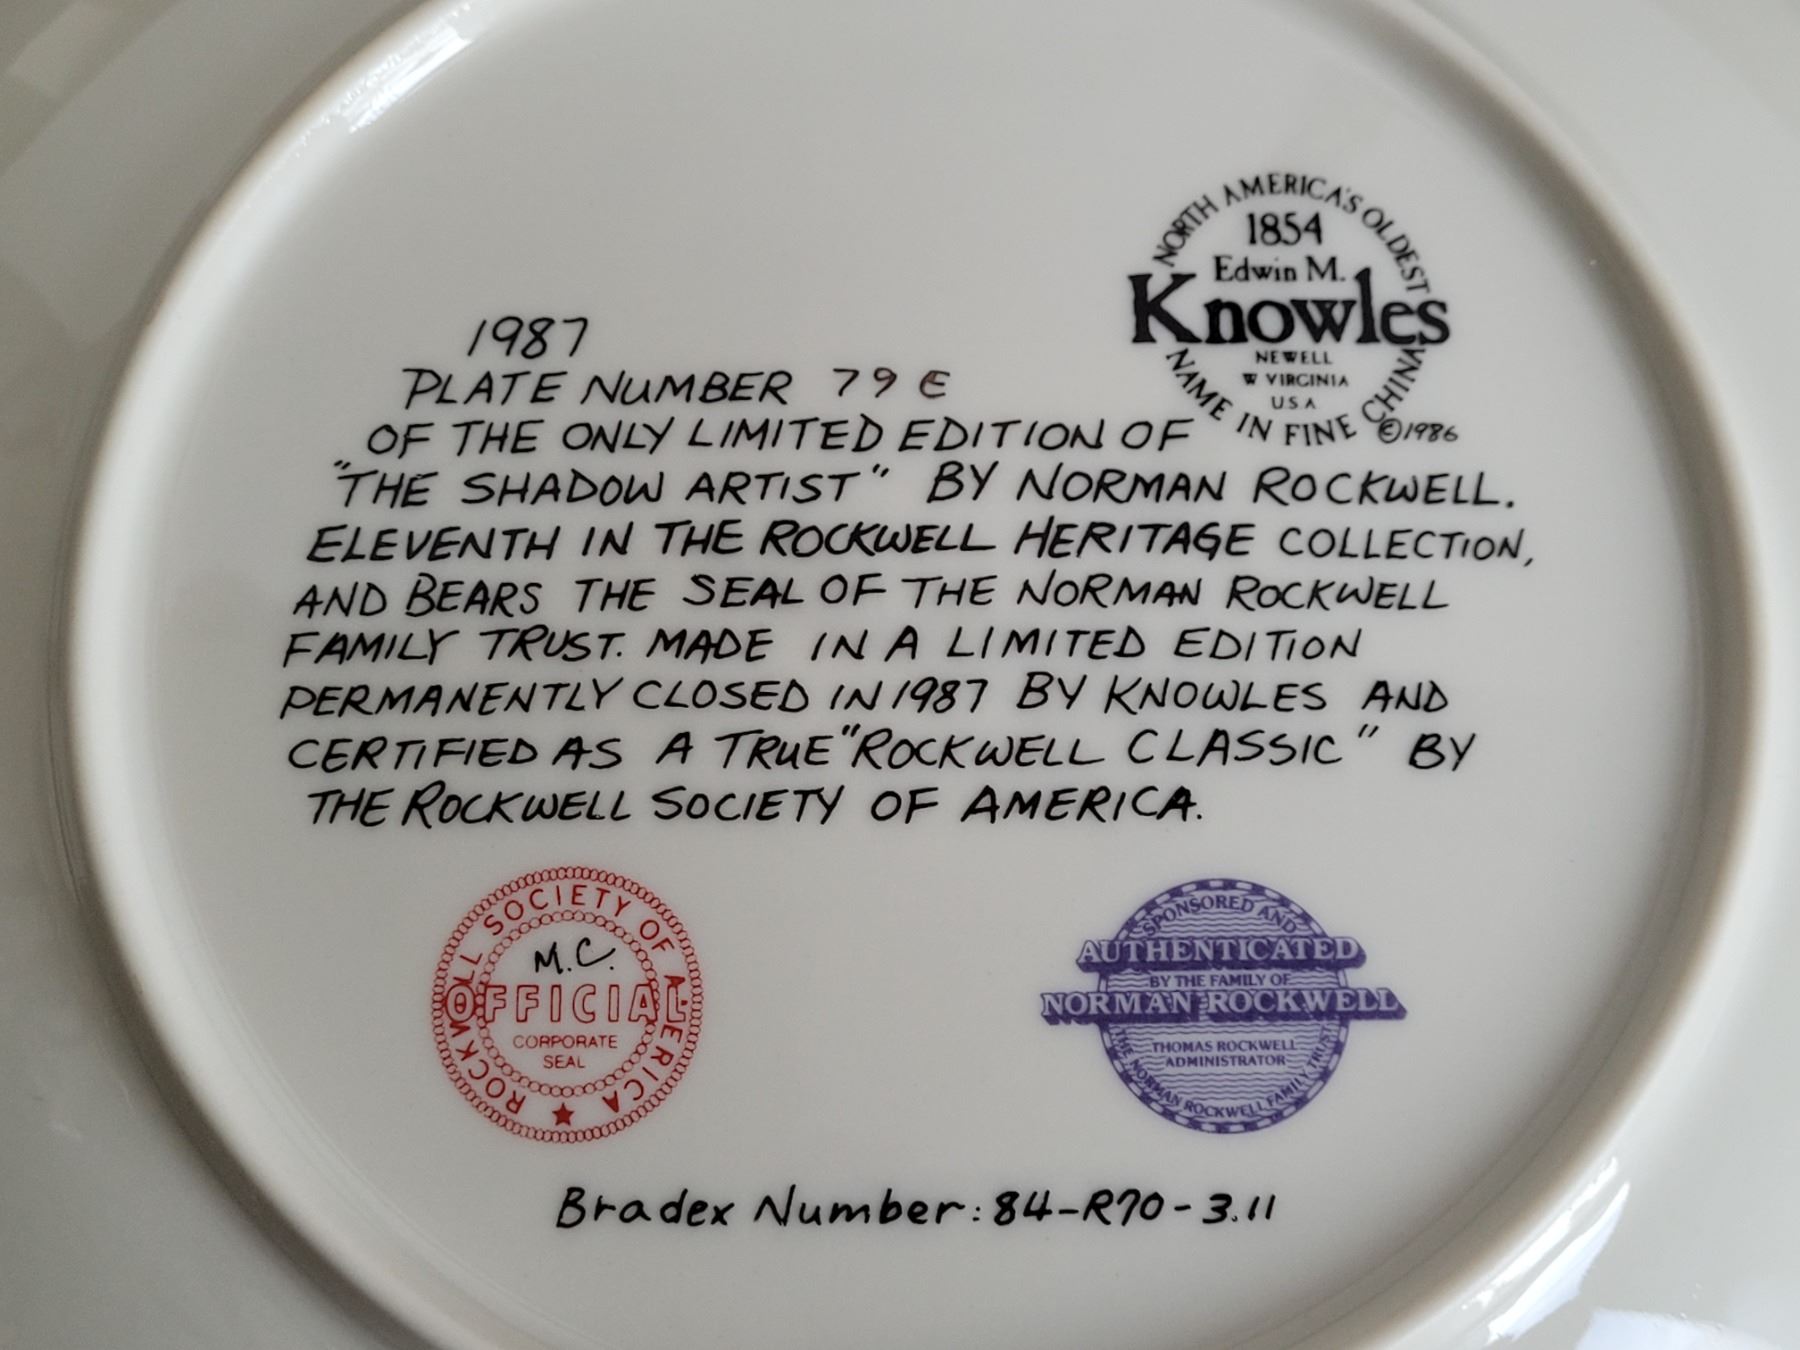 NORTH AMERICA'S OLDEST
1854
Edwin M.
Knowles
NEWELL
W VIRGINIA
USA
NAME IN FINE CHINA
©1986
1987
PLATE NUMBER 79E
OF THE ONLY LIMITED EDITION OF
"THE SHADOW ARTIST" BY NORMAN ROCKWELL.
ELEVENTH IN THE ROCKWELL HERITAGE COLLECTION,
AND BEARS THE SEAL OF THE NORMAN ROCKWELL
FAMILY TRUST. MADE IN A LIMITED EDITION
PERMANENTLY CLOSED IN 1987 BY KNOWLES AND
CERTIFIED AS A TRUE "ROCKWELL CLASSIC" BY
THE ROCKWELL SOCIETY OF AMERICA.
ROCKWELL SOCIETY OF AMERICA
M.C.
OFFICIAL
CORPORATE
SEAL
SPONSORED AND
AUTHENTICATED
BY THE FAMILY OF
NORMAN ROCKWELL
THOMAS ROCKWELL
ADMINISTRATOR
THE NORMAN ROCKWELL FAMILY TRUST
Bradex Number: 84-R70-3.11